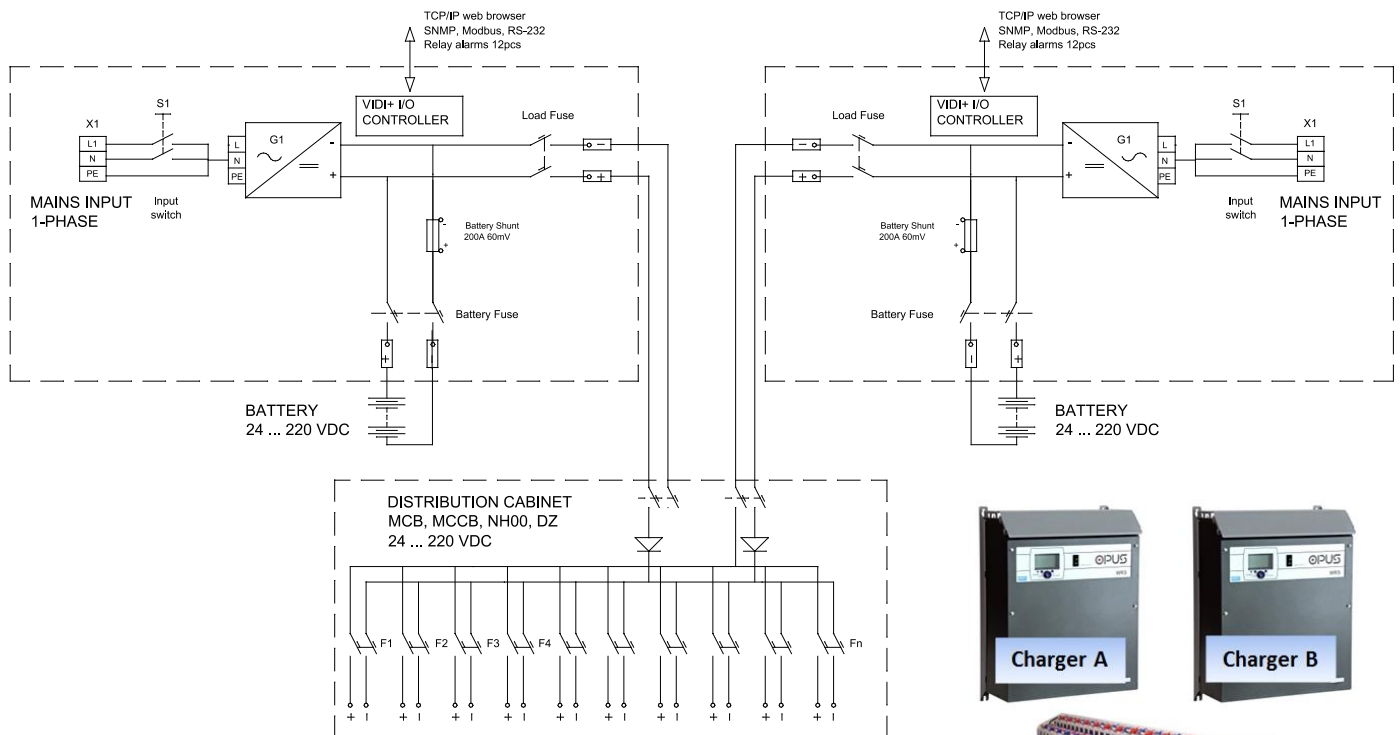 TCP/IP web browser
SNMP, Modbus, RS-232
Relay alarms 12pcs
TCP/IP web browser
SNMP, Modbus, RS-232
Relay alarms 12pcs
VIDI+ I/O
CONTROLLER
Load Fuse
S1
X1
L1
N
PE
L
N
PE
G1
-
+
-
+
MAINS INPUT
1-PHASE
Input
switch
-
+
Battery Shunt
200A 60mV
Battery Fuse
+
-
BATTERY
24 ... 220 VDC
Load Fuse
VIDI+ I/O
CONTROLLER
S1
X1
-
+
-
+
G1
L
N
PE
L1
N
PE
Input
switch
MAINS INPUT
1-PHASE
Battery Shunt
200A 60mV
-
+
Battery Fuse
-
+
BATTERY
24 ... 220 VDC
DISTRIBUTION CABINET
MCB, MCCB, NH00, DZ
24 ... 220 VDC
F1 F2 F3 F4 Fn
+ - + - + - + - + - + - + - + - + - + -
OPUS
WRS
Charger A
OPUS
WRS
Charger B